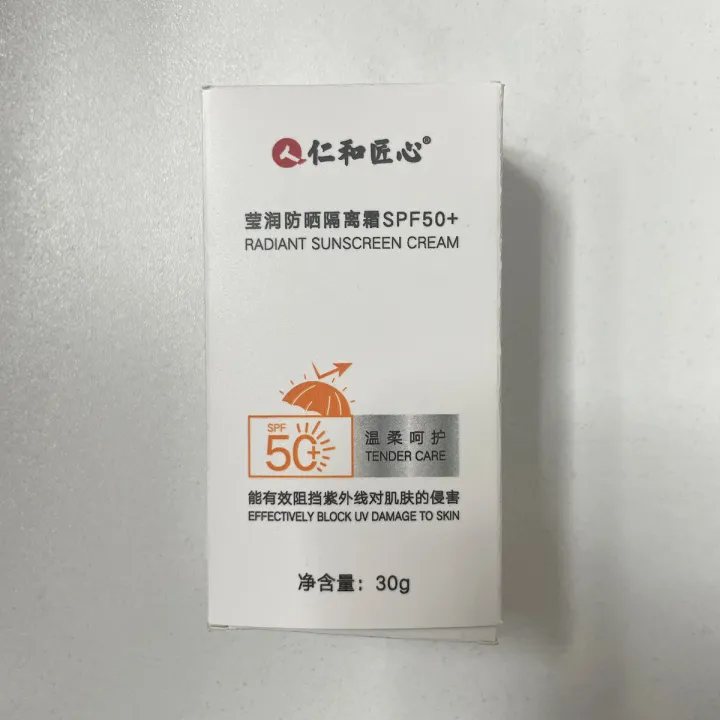 人 仁和匠心®
莹润防晒隔离霜SPF50+
RADIANT SUNSCREEN CREAM
SPF
50+
温柔呵护
TENDER CARE
能有效阻挡紫外线对肌肤的侵害
EFFECTIVELY BLOCK UV DAMAGE TO SKIN
净含量：30g